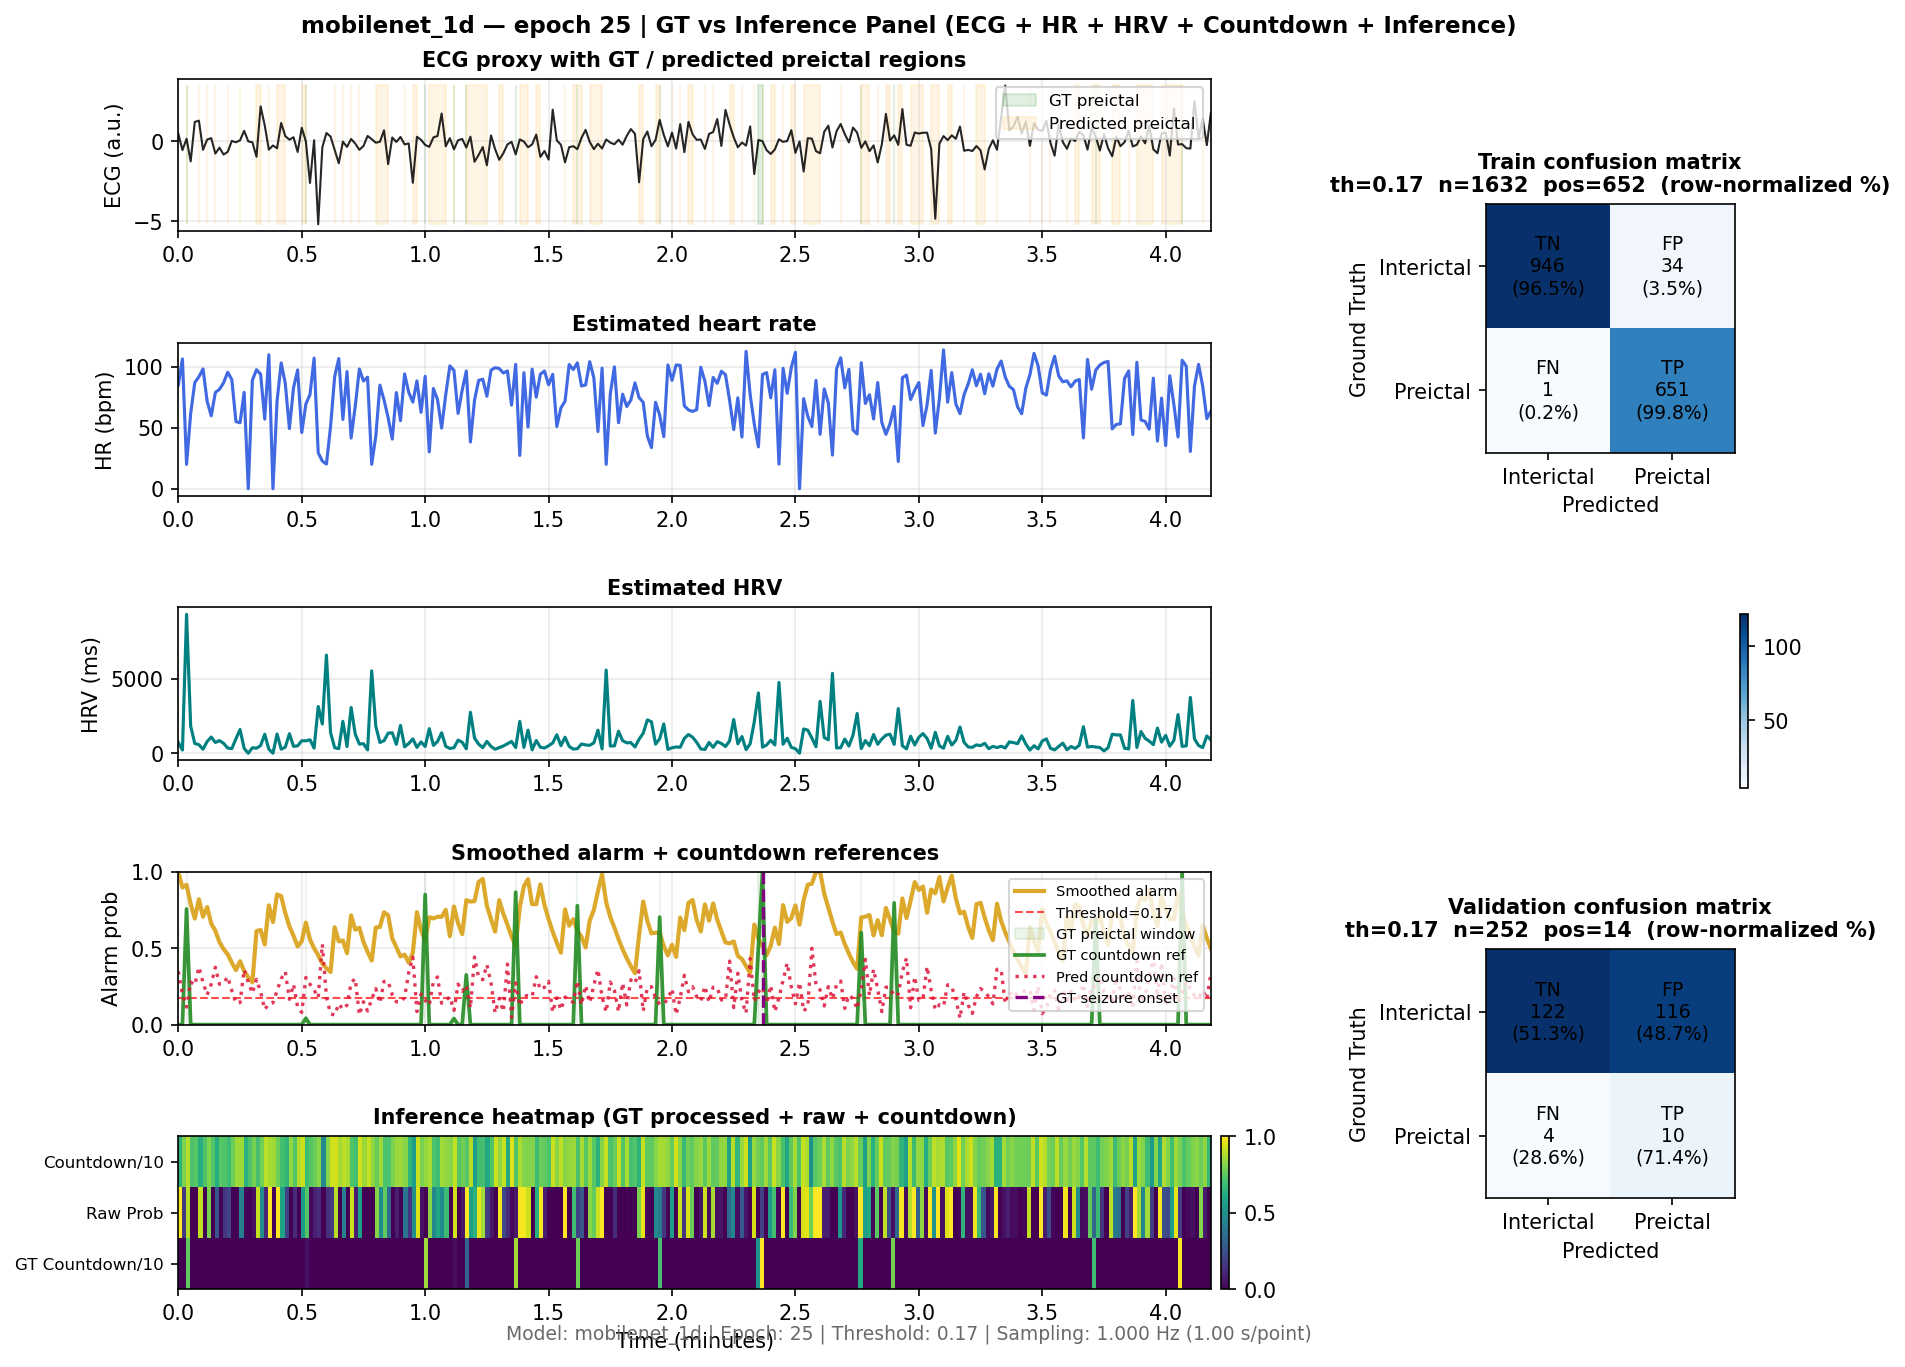 mobilenet_1d — epoch 25 | GT vs Inference Panel (ECG + HR + HRV + Countdown + Inference)
ECG proxy with GT / predicted preictal regions
ECG (a.u.)
0
−5
GT preictal
Predicted preictal
0.0 0.5 1.0 1.5 2.0 2.5 3.0 3.5 4.0
Estimated heart rate
HR (bpm)
100
50
0
0.0 0.5 1.0 1.5 2.0 2.5 3.0 3.5 4.0
Estimated HRV
HRV (ms)
5000
0
0.0 0.5 1.0 1.5 2.0 2.5 3.0 3.5 4.0
Smoothed alarm + countdown references
Alarm prob
1.0
0.5
0.0
Smoothed alarm
Threshold=0.17
GT preictal window
GT countdown ref
Pred countdown ref
GT seizure onset
0.0 0.5 1.0 1.5 2.0 2.5 3.0 3.5 4.0
Inference heatmap (GT processed + raw + countdown)
Countdown/10
Raw Prob
GT Countdown/10
1.0
0.5
0.0
0.0 0.5 1.0 1.5 2.0 2.5 3.0 3.5 4.0
Time (minutes)
Model: mobilenet_1d | Epoch: 25 | Threshold: 0.17 | Sampling: 1.000 Hz (1.00 s/point)
Train confusion matrix
th=0.17 n=1632 pos=652 (row-normalized %)
Ground Truth
Interictal
Preictal
TN
946
(96.5%)
FP
34
(3.5%)
FN
1
(0.2%)
TP
651
(99.8%)
Interictal Preictal
Predicted
100
50
Validation confusion matrix
th=0.17 n=252 pos=14 (row-normalized %)
Ground Truth
Interictal
Preictal
TN
122
(51.3%)
FP
116
(48.7%)
FN
4
(28.6%)
TP
10
(71.4%)
Interictal Preictal
Predicted